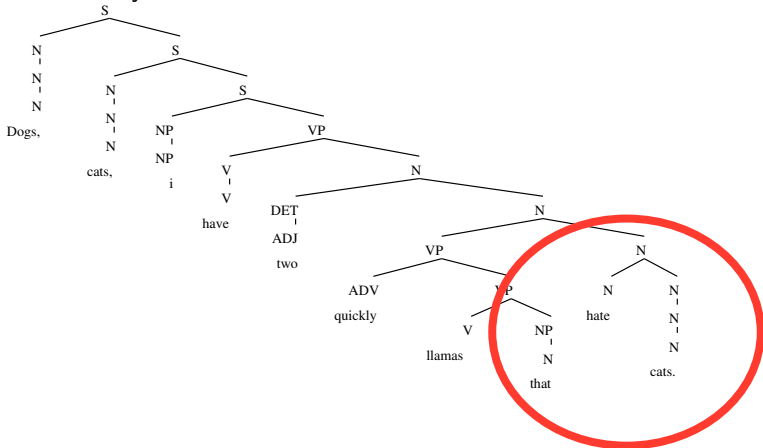 S
N S
N N S
N N NP VP
Dogs, N NP V N
cats, i V DET N
have ADJ VP N
two ADV VP N N
quickly V NP hate N
llamas N N
that cats.